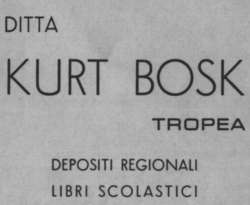 DITTA
KURT BOSK
TROPEA
DEPOSITI REGIONALI
LIBRI SCOLASTICI